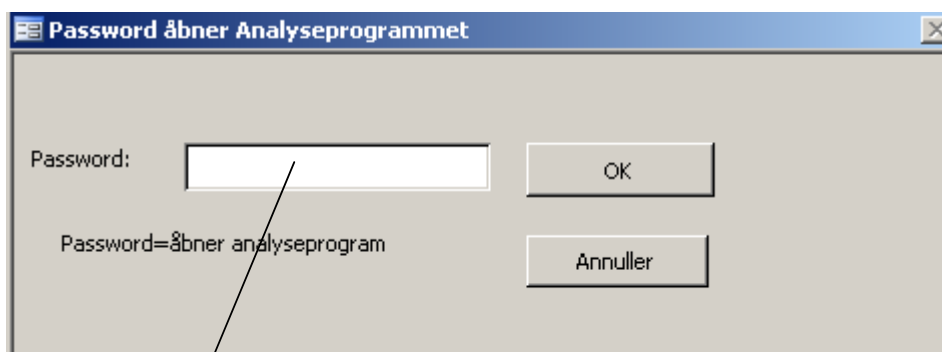 Password åbner Analyseprogrammet
Password:
OK
Password=åbner analyseprogram
Annuller